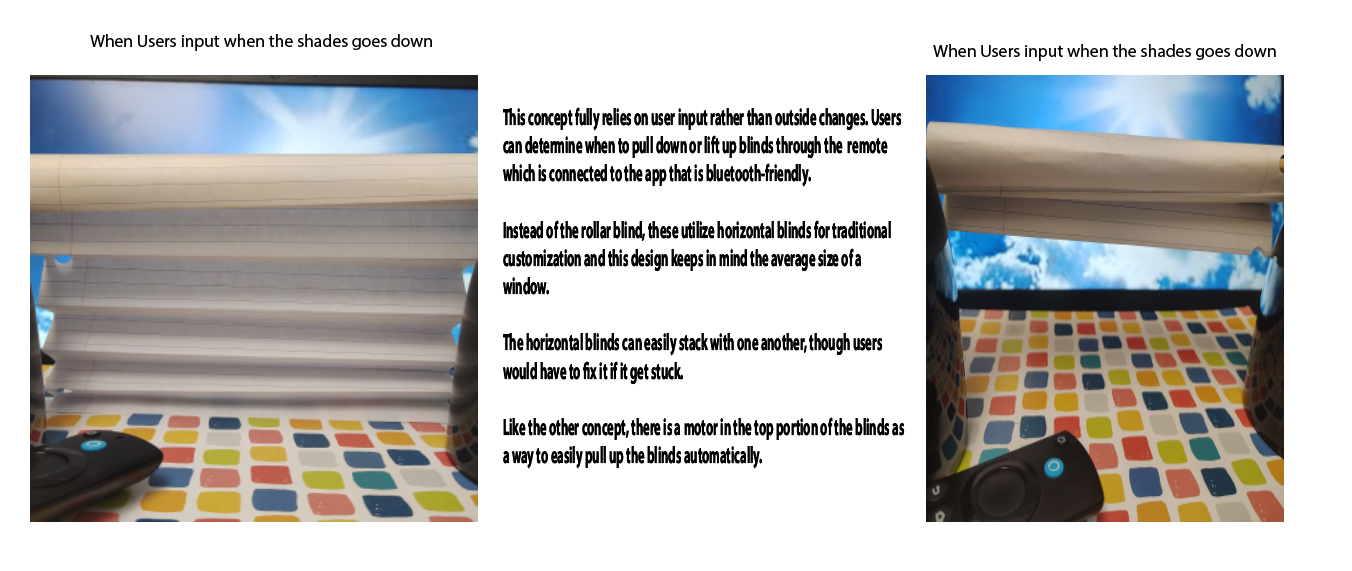 When Users input when the shades goes down
This concept fully relies on user input rather than outside changes. Users
can determine when to pull down or lift up blinds through the remote
which is connected to the app that is bluetooth-friendly.
Instead of the rollar blind, these utilize horizontal blinds for traditional
customization and this design keeps in mind the average size of a
window.
The horizontal blinds can easily stack with one another, though users
would have to fix it if it get stuck.
Like the other concept, there is a motor in the top portion of the blinds as
a way to easily pull up the blinds automatically.
When Users input when the shades goes down